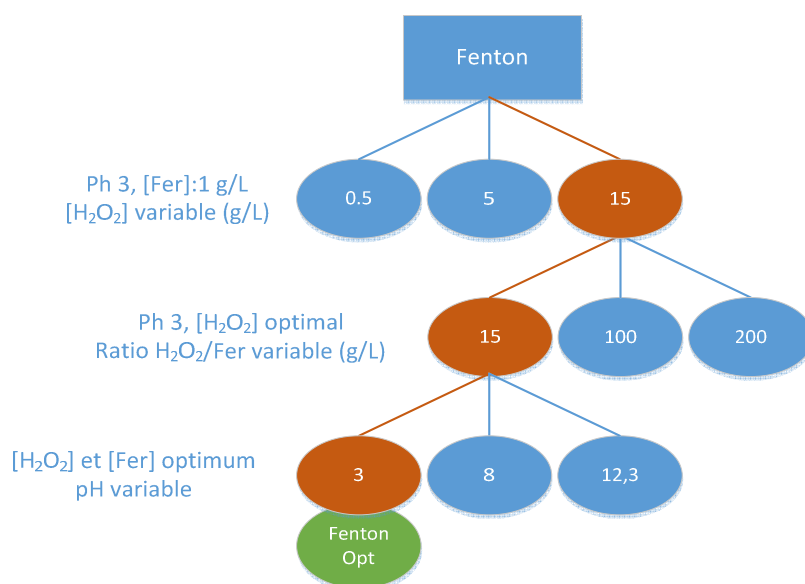 Fenton
Ph 3, [Fer]:1 g/L
[H₂O₂] variable (g/L)
0.5
5
15
Ph 3, [H₂O₂] optimal
Ratio H₂O₂/Fer variable (g/L)
15
100
200
[H₂O₂] et [Fer] optimum
pH variable
3
8
12,3
Fenton
Opt